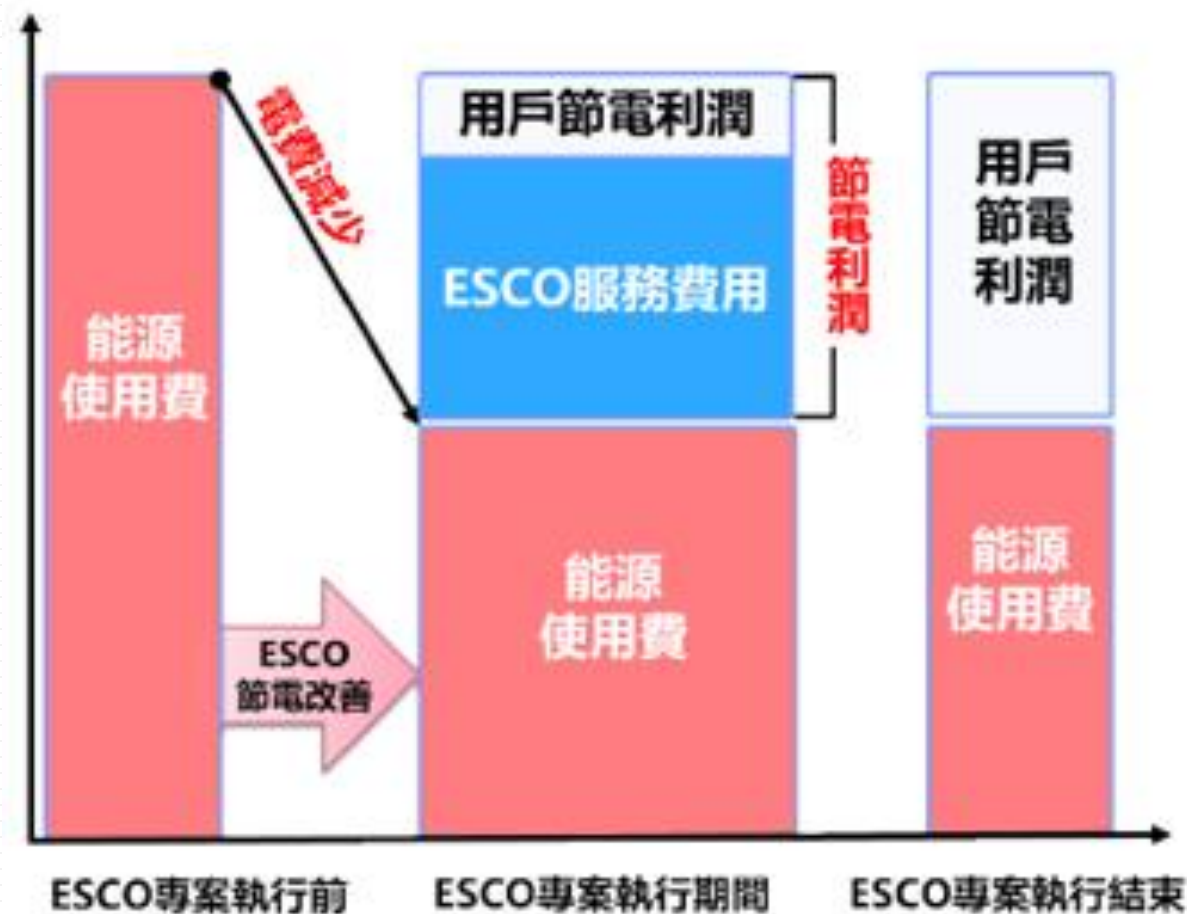 能源
使用費
電費減少
ESCO
節電改善
用戶節電利潤
ESCO服務費用
節電利潤
能源
使用費
用戶
節電
利潤
能源
使用費
ESCO專案執行前
ESCO專案執行期間
ESCO專案執行結束